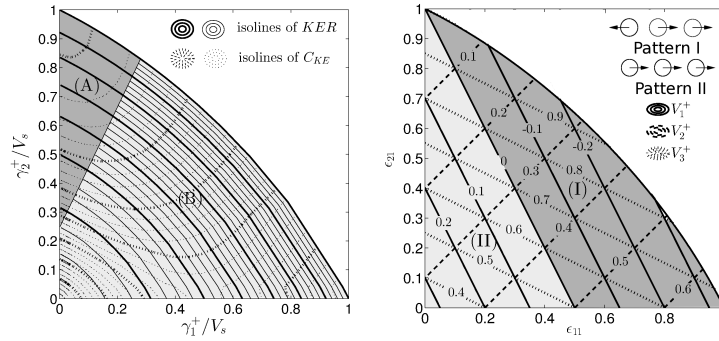 1
0.9
0.8
0.7
0.6
0.5
0.4
0.3
0.2
0.1
0
γ₂⁺/Vₛ
(A)
(B)
isolines of KER
isolines of C_KE
0 0.2 0.4 0.6 0.8 1
γ₁⁺/Vₛ
1
0.9
0.8
0.7
0.6
0.5
0.4
0.3
0.2
0.1
0
ϵ₂₁
Pattern I
Pattern II
V₁⁺
V₂⁺
V₃⁺
0.1
0.2
0.9
-0.1
-0.2
0
0.3
0.8
0.1
0.7
(I)
0.2
(II)
0.6
0.4
0.5
0.5
0.4
0.6
0 0.2 0.4 0.6 0.8 1
ϵ₁₁